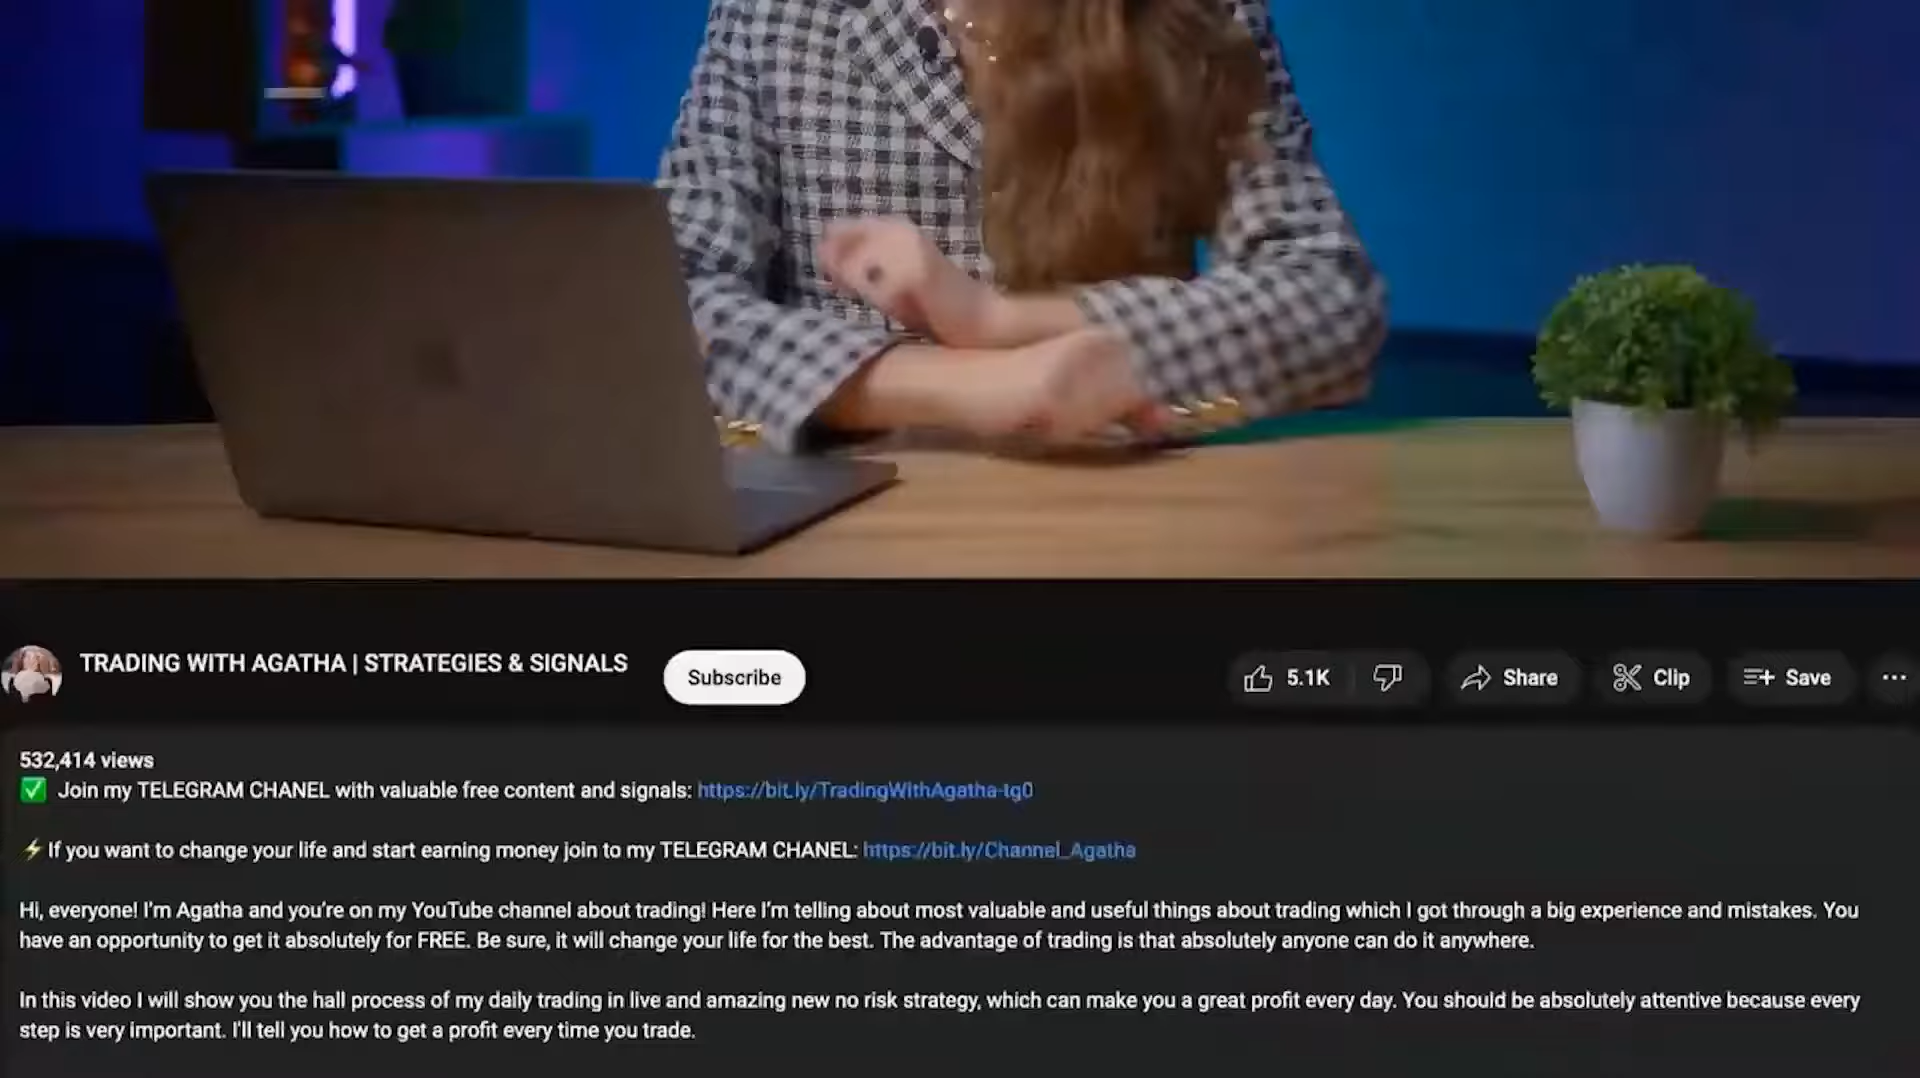 TRADING WITH AGATHA | STRATEGIES & SIGNALS
Subscribe
5.1K
Share
Clip
Save
532,414 views
✅ Join my TELEGRAM CHANEL with valuable free content and signals: https://bit.ly/TradingWithAgatha-tg0
⚡If you want to change your life and start earning money join to my TELEGRAM CHANEL: https://bit.ly/Channel_Agatha
Hi, everyone! I'm Agatha and you're on my YouTube channel about trading! Here I'm telling about most valuable and useful things about trading which I got through a big experience and mistakes. You
have an opportunity to get it absolutely for FREE. Be sure, it will change your life for the best. The advantage of trading is that absolutely anyone can do it anywhere.
In this video I will show you the hall process of my daily trading in live and amazing new no risk strategy, which can make you a great profit every day. You should be absolutely attentive because every
step is very important. I'll tell you how to get a profit every time you trade.